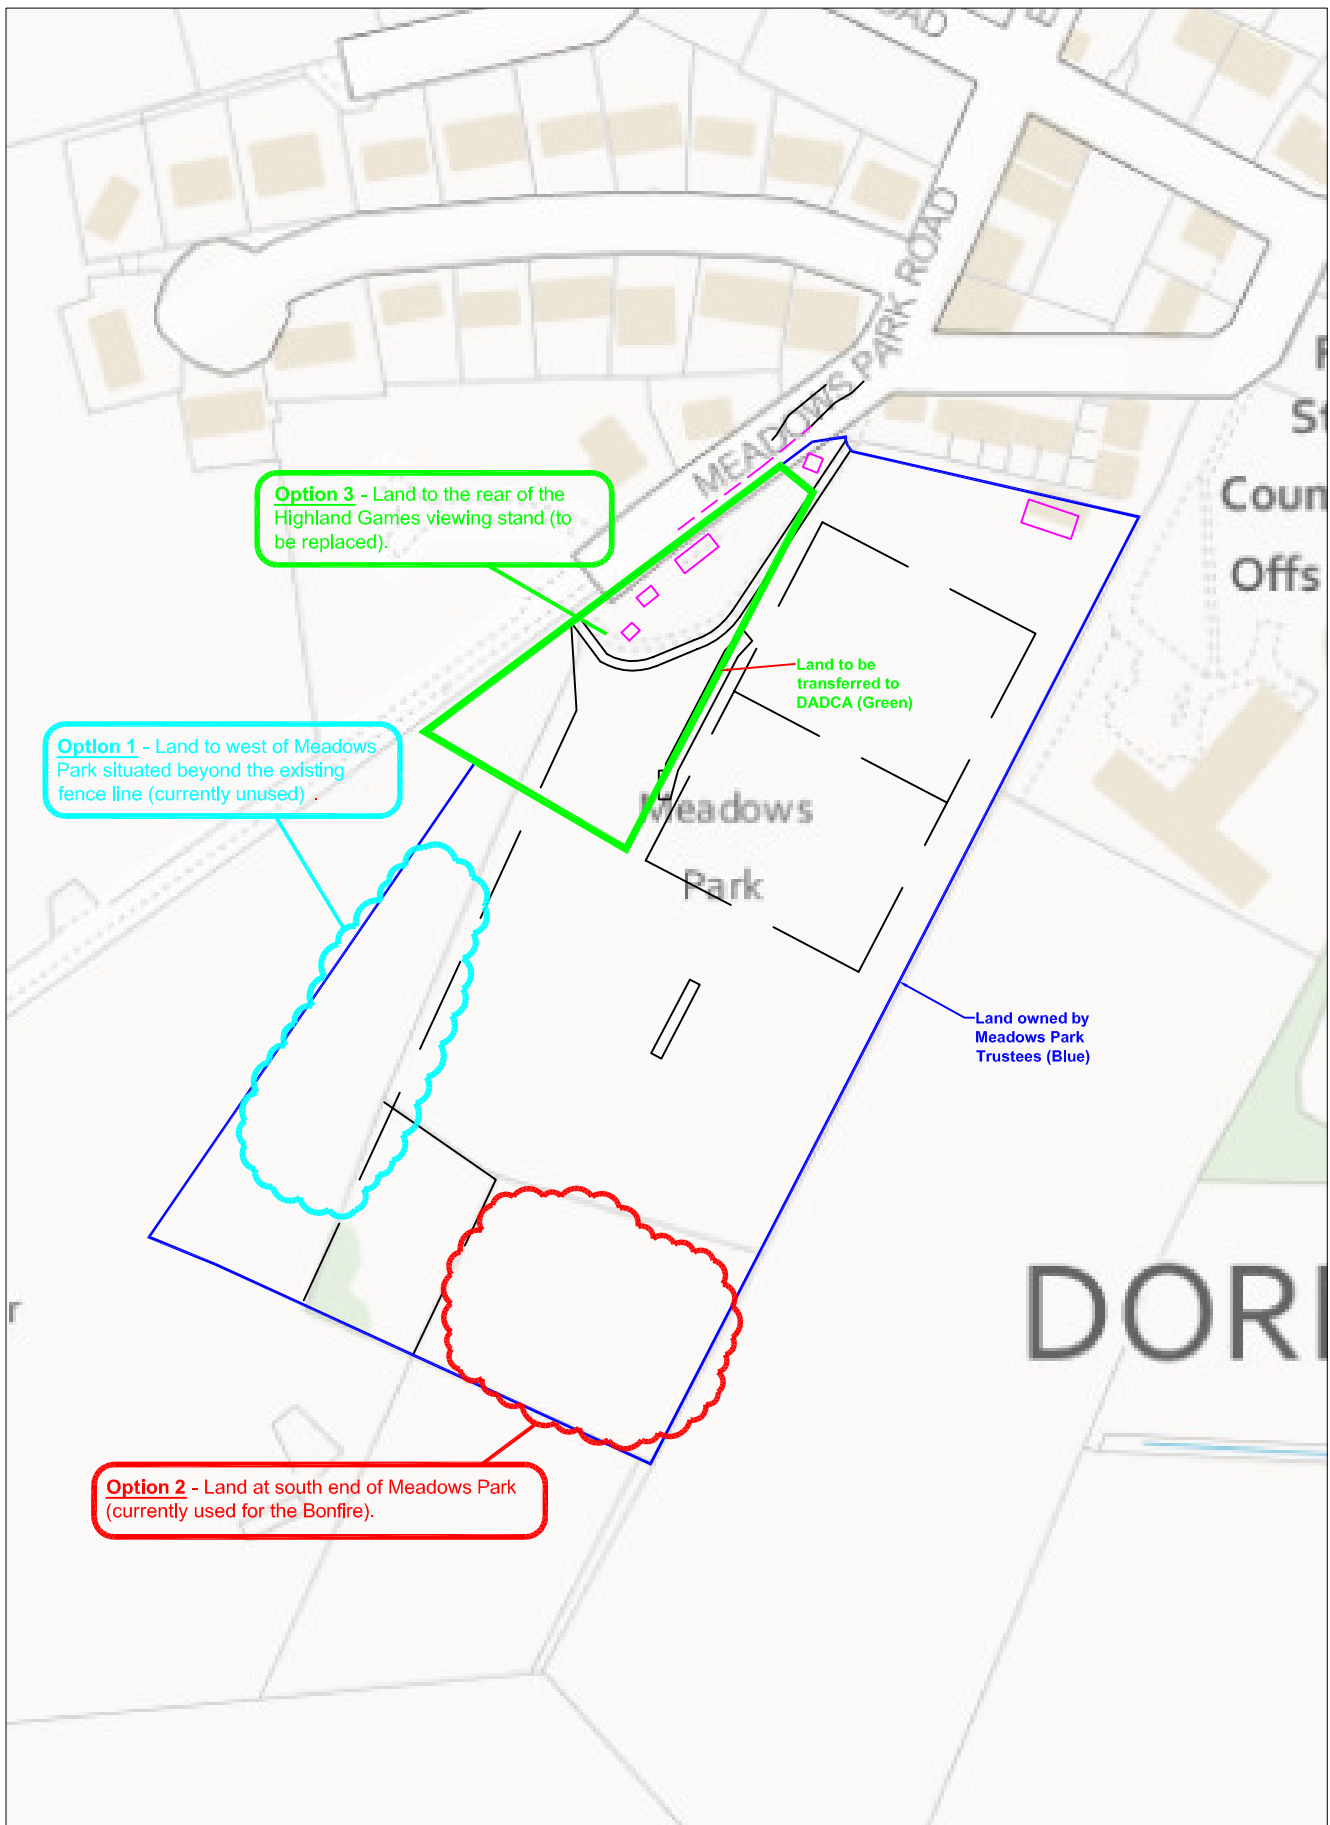 OAD
MEADOWS PARK ROAD
St
Coun
Offs
Option 3 - Land to the rear of the
Highland Games viewing stand (to
be replaced).
Land to be
transferred to
DADCA (Green)
Option 1 - Land to west of Meadows
Park situated beyond the existing
fence line (currently unused) .
Meadows
Park
Land owned by
Meadows Park
Trustees (Blue)
r
DOR
Option 2 - Land at south end of Meadows Park
(currently used for the Bonfire).